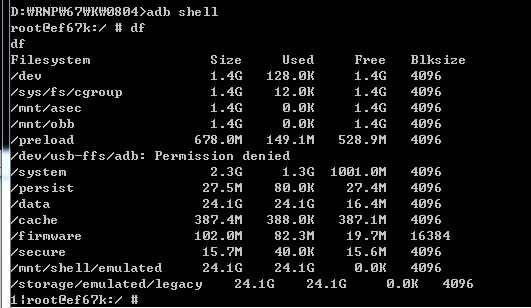 D:₩RNP₩67₩K₩0804>adb shell
root@ef67k:/ # df
df
Filesystem Size Used Free Blksize
/dev 1.4G 128.0K 1.4G 4096
/sys/fs/cgroup 1.4G 12.0K 1.4G 4096
/mnt/asec 1.4G 0.0K 1.4G 4096
/mnt/obb 1.4G 0.0K 1.4G 4096
/preload 678.0M 149.1M 528.9M 4096
/dev/usb-ffs/adb: Permission denied
/system 2.3G 1.3G 1001.0M 4096
/persist 27.5M 80.0K 27.4M 4096
/data 24.1G 24.1G 16.4M 4096
/cache 387.4M 388.0K 387.1M 4096
/firmware 102.0M 82.3M 19.7M 16384
/secure 15.7M 40.0K 15.6M 4096
/mnt/shell/emulated 24.1G 24.1G 0.0K 4096
/storage/emulated/legacy 24.1G 24.1G 0.0K 4096
1|root@ef67k:/ #